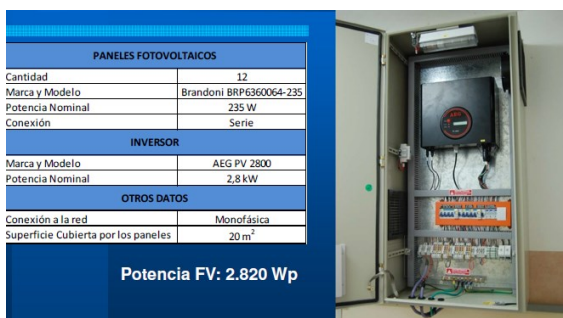 PANELES FOTOVOLTAICOS
Cantidad 12
Marca y Modelo Brandoni BRP6360064-235
Potencia Nominal 235 W
Conexión Serie
INVERSOR
Marca y Modelo AEG PV 2800
Potencia Nominal 2,8 kW
OTROS DATOS
Conexión a la red Monofásica
Superficie Cubierta por los paneles 20 m²
Potencia FV: 2.820 Wp
AEG